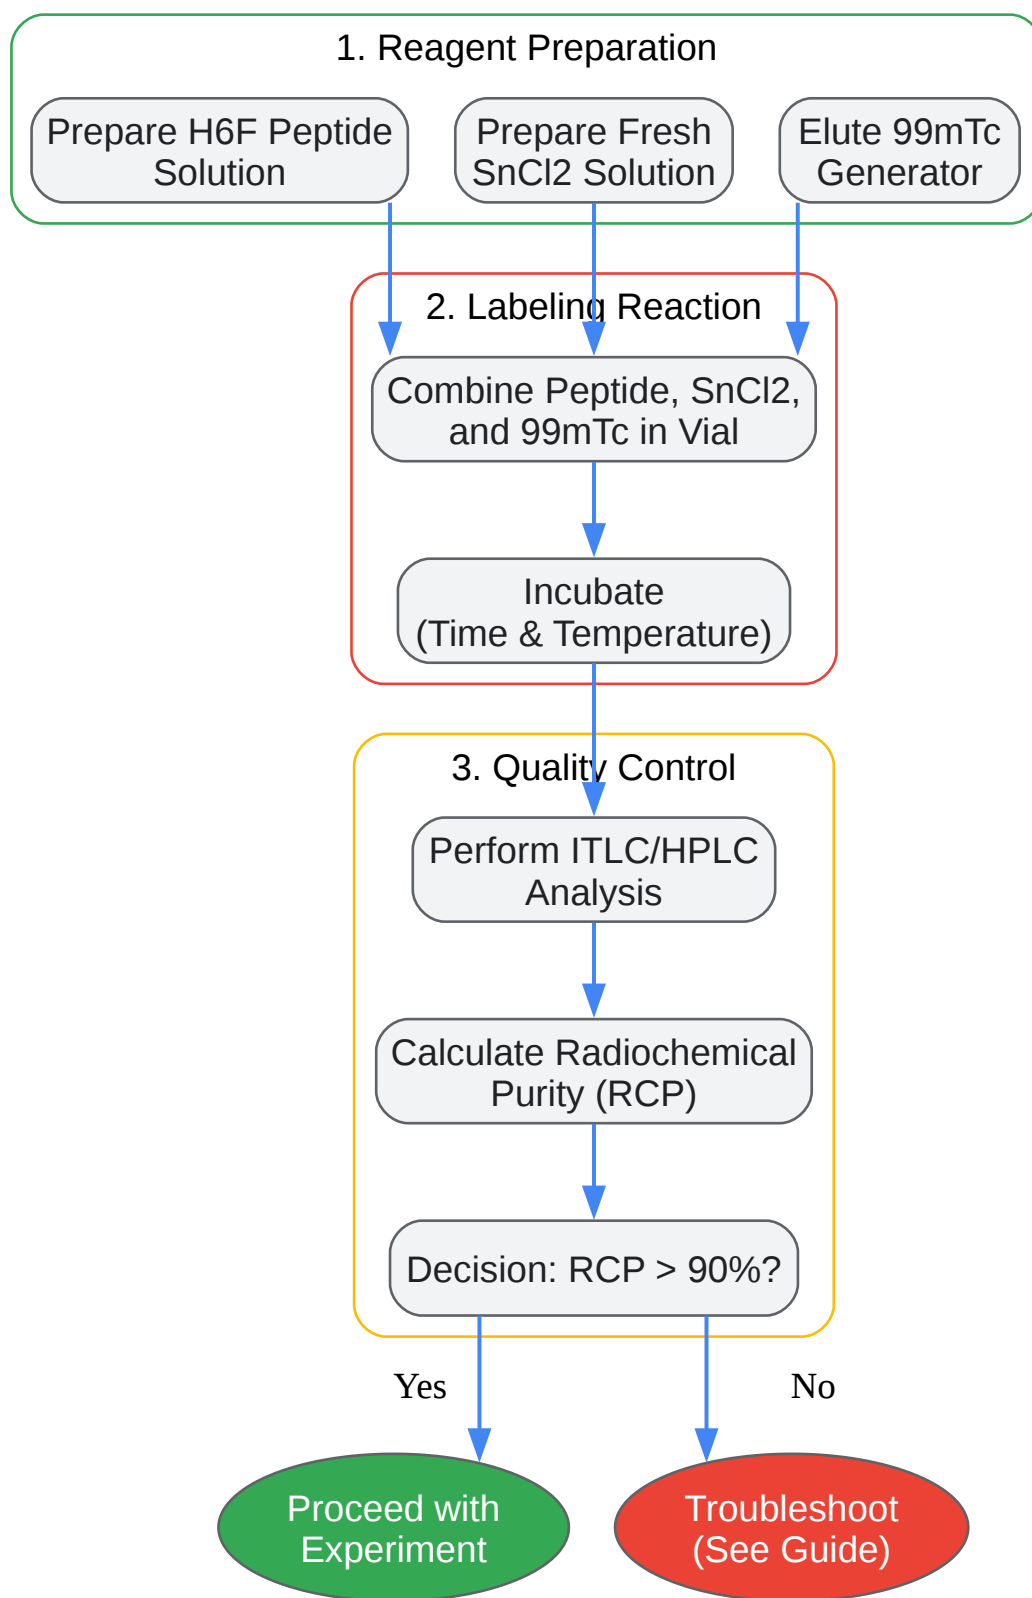 1. Reagent Preparation
Prepare H6F Peptide
Solution
Prepare Fresh
SnCl2 Solution
Elute 99mTc
Generator
2. Labeling Reaction
Combine Peptide, SnCl2,
and 99mTc in Vial
Incubate
(Time & Temperature)
3. Quality Control
Perform ITLC/HPLC
Analysis
Calculate Radiochemical
Purity (RCP)
Decision: RCP > 90%?
Yes
No
Proceed with
Experiment
Troubleshoot
(See Guide)